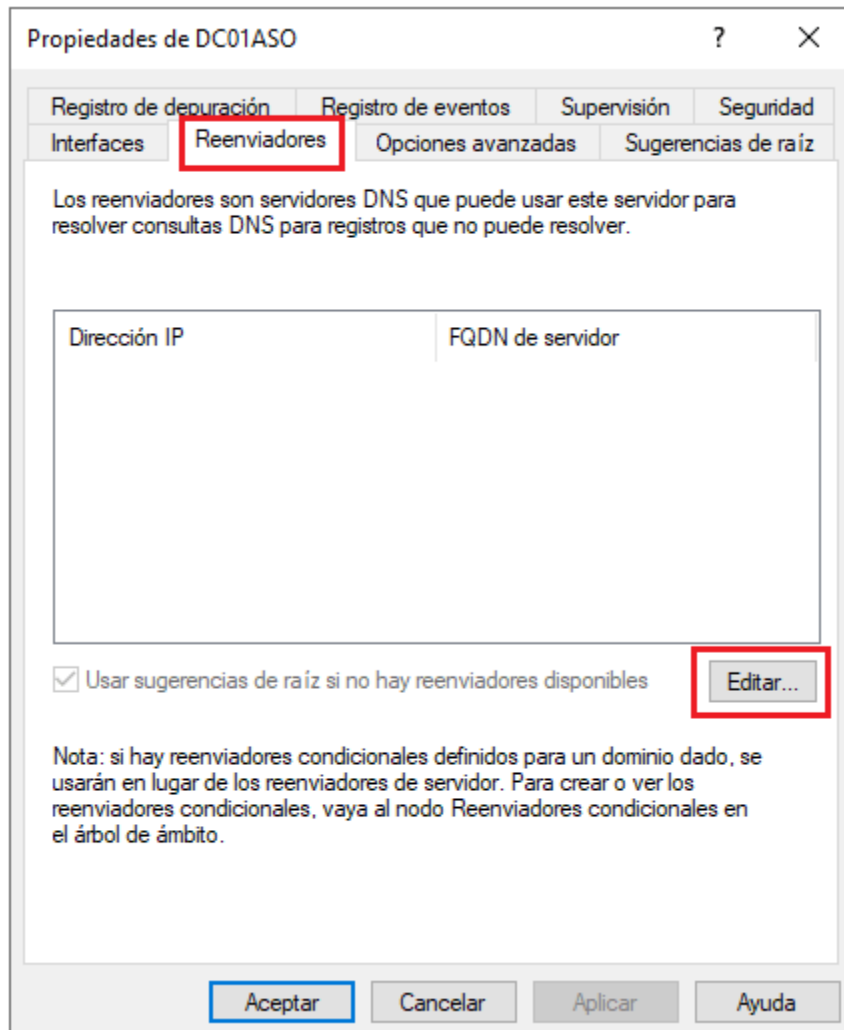 Propiedades de DC01ASO
?
Registro de depuración
Registro de eventos
Supervisión
Seguridad
Interfaces
Reenviadores
Opciones avanzadas
Sugerencias de raíz
Los reenviadores son servidores DNS que puede usar este servidor para
resolver consultas DNS para registros que no puede resolver.
Dirección IP
FQDN de servidor
Usar sugerencias de raíz si no hay reenviadores disponibles
Editar...
Nota: si hay reenviadores condicionales definidos para un dominio dado, se
usarán en lugar de los reenviadores de servidor. Para crear o ver los
reenviadores condicionales, vaya al nodo Reenviadores condicionales en
el árbol de ámbito.
Aceptar
Cancelar
Aplicar
Ayuda